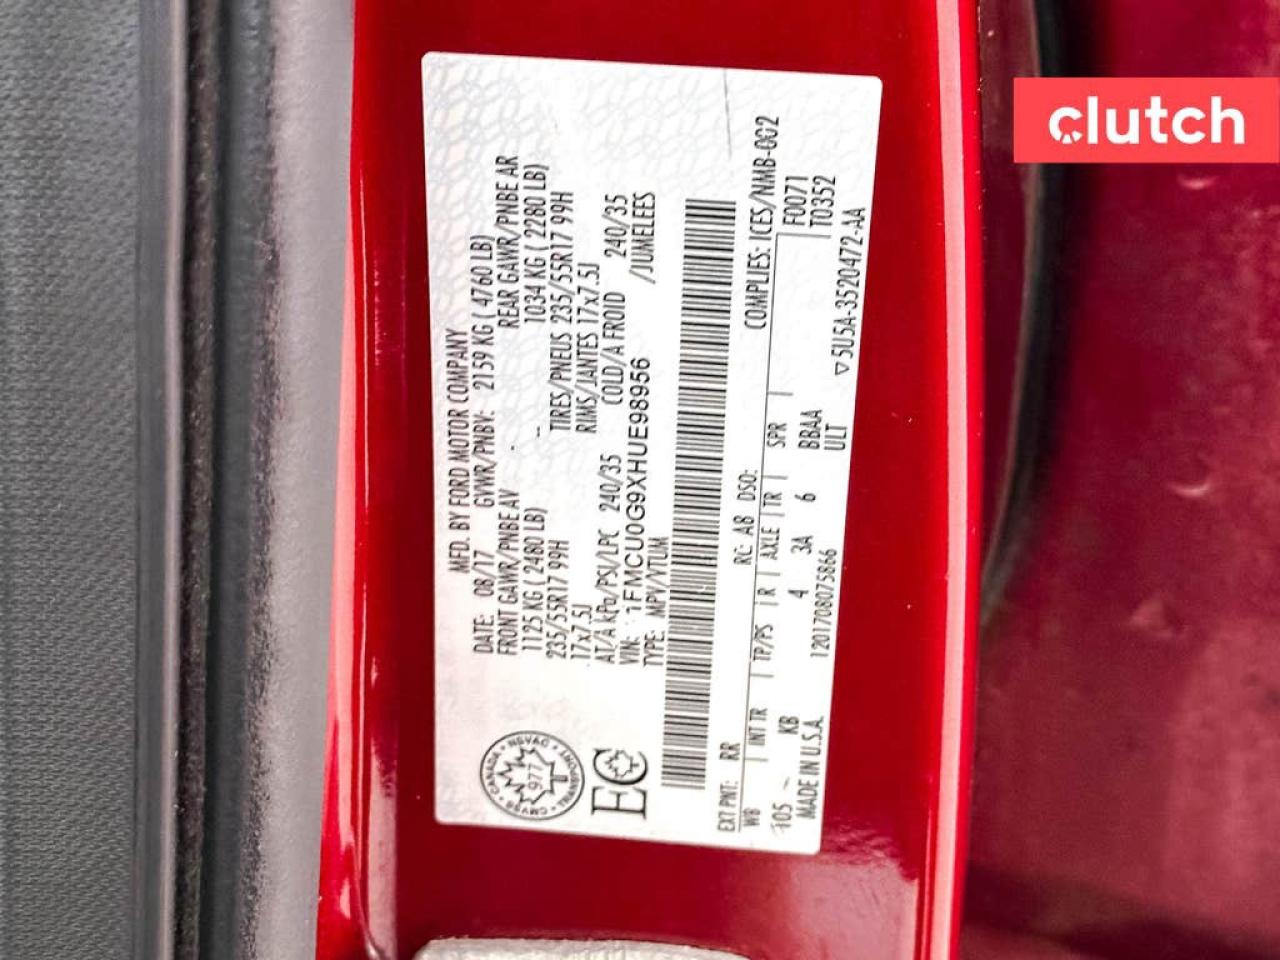 clutch
MFD. BY FORD MOTOR COMPANY
DATE: 08/17 GVWR/PNBV: 2159 KG ( 4760 LB)
FRONT GAWR/PNBE AV REAR GAWR/PNBE AR
1125 KG ( 2480 LB) 1034 KG ( 2280 LB)
235/55R17 99H TIRES/PNEUS 235/55R17 99H
17x7.5J RIMS/JANTES 17x7.5J
AT/A kPa/PSI/LPC 240/35 COLD/A FROID 240/35
VIN: 1FMCU0G9XHUE98956 /JUMELEES
TYPE: MPV/VTUM
CANADA • NSVAC • TRANSPORT • CMVSS
977
EC
COMPLIES: ICES/NMB-002
EXT PNT: RR RC: A8 DSO: F0071
WB INT TR TP/PS R AXLE TR SPR T0352
105 KB 4 3A 6 BBAA
MADE IN U.S.A. 1201708075866 ULT ▽5U5A-3520472-AA